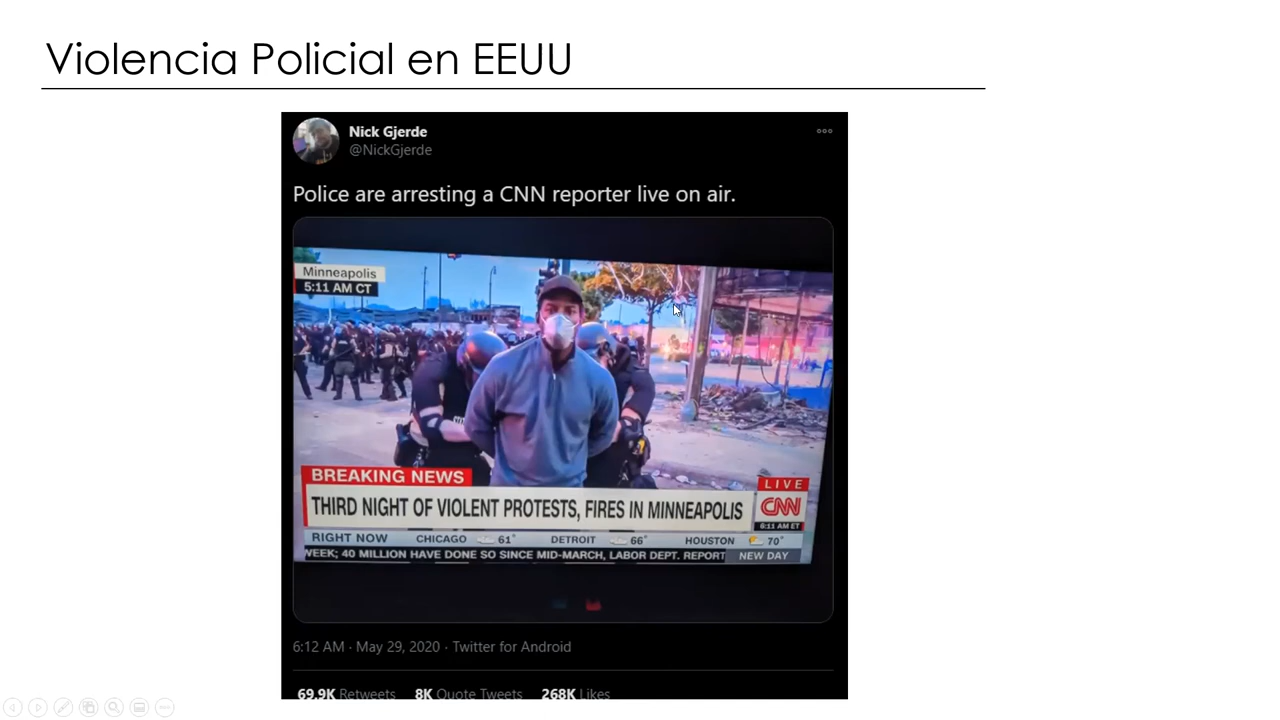 Violencia Policial en EEUU
Nick Gjerde
@NickGjerde
Police are arresting a CNN reporter live on air.
Minneapolis
5:11 AM CT
BREAKING NEWS
THIRD NIGHT OF VIOLENT PROTESTS, FIRES IN MINNEAPOLIS
LIVE
CNN
6:11 AM ET
RIGHT NOW CHICAGO 61° DETROIT 66° HOUSTON 70°
WEEK; 40 MILLION HAVE DONE SO SINCE MID-MARCH, LABOR DEPT. REPORT NEW DAY
6:12 AM · May 29, 2020 · Twitter for Android
69.9K Retweets 8K Quote Tweets 268K Likes